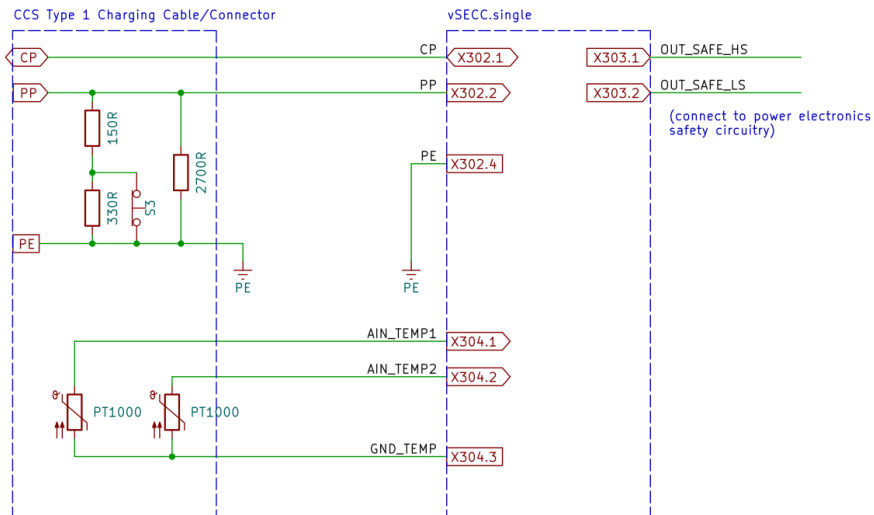 CCS Type 1 Charging Cable/Connector
vSECC.single
CP
CP
X302.1
X303.1
OUT_SAFE_HS
PP
PP
X302.2
X303.2
OUT_SAFE_LS
(connect to power electronics
safety circuitry)
150R
2700R
PE
X302.4
330R
S3
PE
PE
PE
AIN_TEMP1
X304.1
AIN_TEMP2
X304.2
PT1000
PT1000
GND_TEMP
X304.3